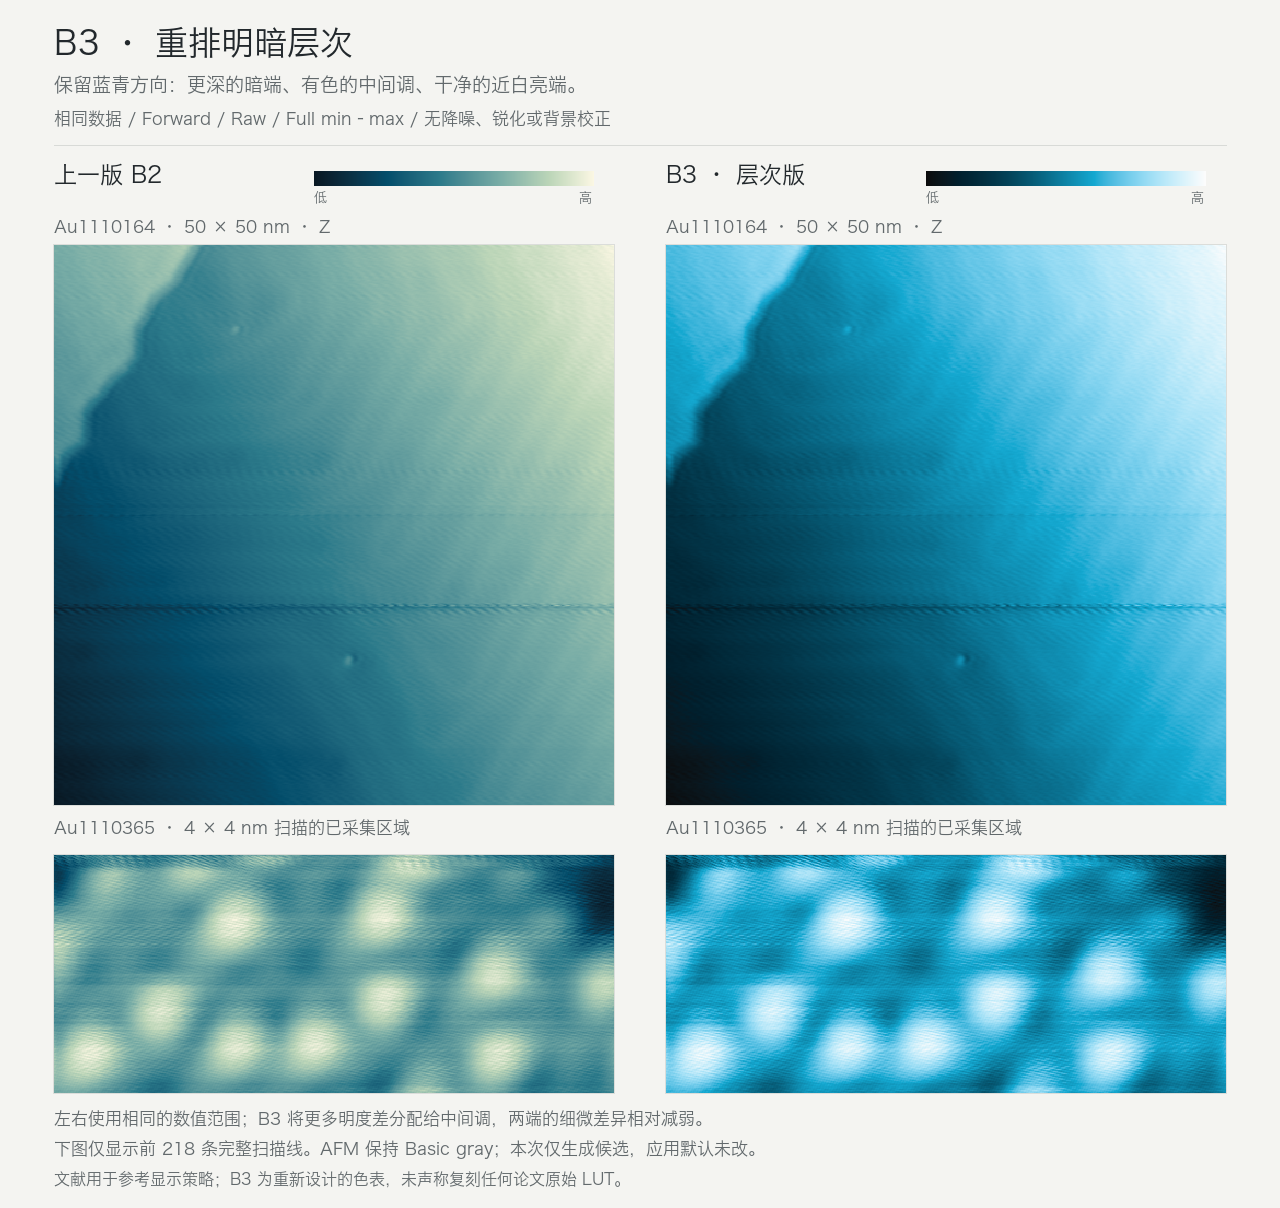 B3 · 重排明暗层次
保留蓝青方向：更深的暗端、有色的中间调、干净的近白亮端。
相同数据 / Forward / Raw / Full min - max / 无降噪、锐化或背景校正
上一版 B2
低 高
Au1110164 · 50 × 50 nm · Z
B3 · 层次版
低 高
Au1110164 · 50 × 50 nm · Z
Au1110365 · 4 × 4 nm 扫描的已采集区域
Au1110365 · 4 × 4 nm 扫描的已采集区域
左右使用相同的数值范围；B3 将更多明度差分配给中间调，两端的细微差异相对减弱。
下图仅显示前 218 条完整扫描线。AFM 保持 Basic gray；本次仅生成候选，应用默认未改。
文献用于参考显示策略；B3 为重新设计的色表，未声称复刻任何论文原始 LUT。